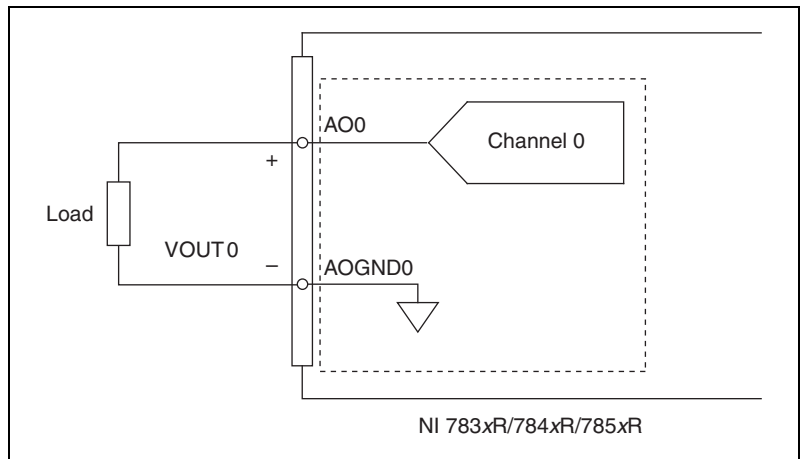 AO0
Channel 0
+
Load
VOUT0
–
AOGND0
NI 783xR/784xR/785xR